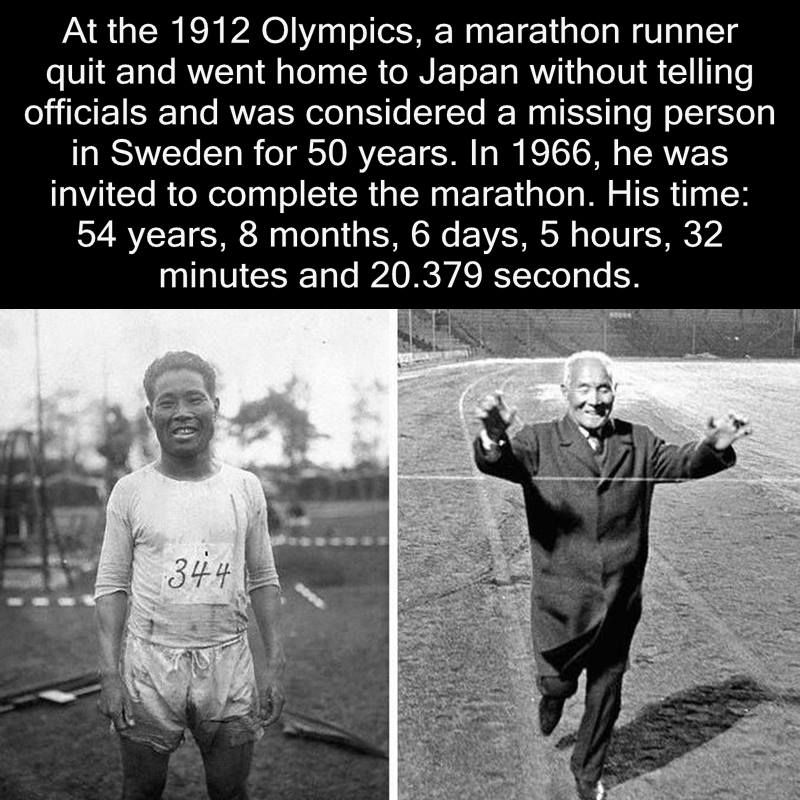 At the 1912 Olympics, a marathon runner
quit and went home to Japan without telling
officials and was considered a missing person
in Sweden for 50 years. In 1966, he was
invited to complete the marathon. His time:
54 years, 8 months, 6 days, 5 hours, 32
minutes and 20.379 seconds.
344